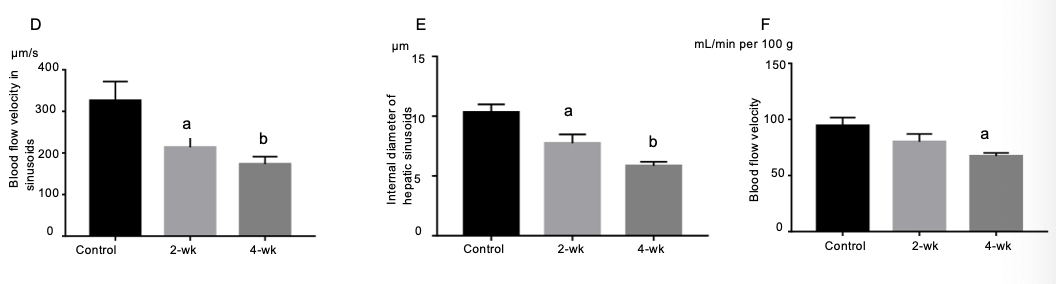 D
µm/s
Blood flow velocity in
sinusoids
400
300
200
100
0
a
b
Control
2-wk
4-wk
E
µm
Internal diameter of
hepatic sinusoids
15
10
5
0
a
b
Control
2-wk
4-wk
F
mL/min per 100 g
Blood flow velocity
150
100
50
0
a
Control
2-wk
4-wk